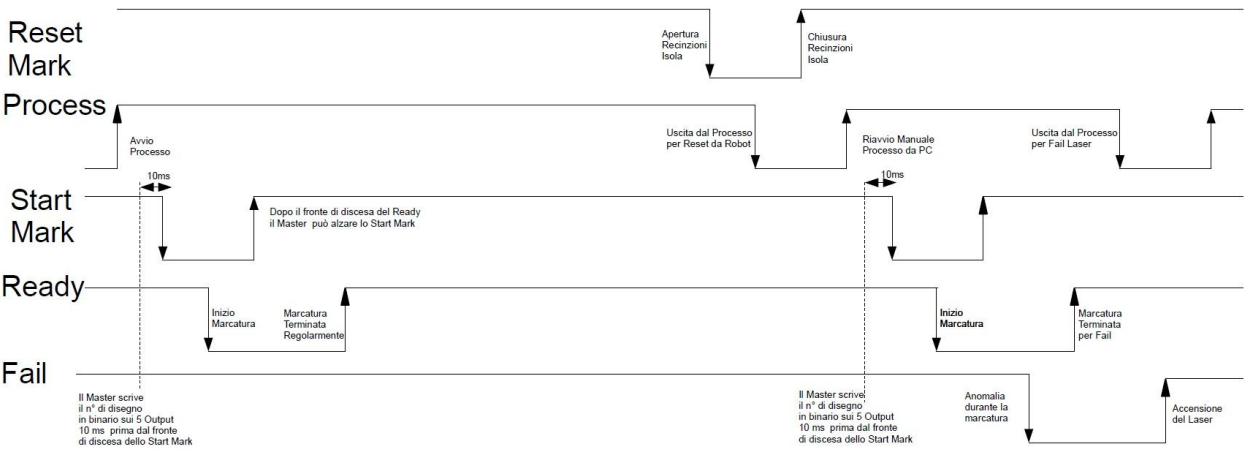 Reset
Mark
Apertura
Recinzioni
Isola
Chiusura
Recinzioni
Isola
Process
Avvio
Processo
Uscita dal Processo
per Reset da Robot
Riavvio Manuale
Processo da PC
Uscita dal Processo
per Fail Laser
10ms
10ms
Start
Mark
Dopo il fronte di discesa del Ready
il Master può alzare lo Start Mark
Ready
Inizio
Marcatura
Marcatura
Terminata
Regolarmente
Inizio
Marcatura
Marcatura
Terminata
per Fail
Fail
Il Master scrive
il n° di disegno
in binario sui 5 Output
10 ms prima dal fronte
di discesa dello Start Mark
Il Master scrive
il n° di disegno
in binario sui 5 Output
10 ms prima dal fronte
di discesa dello Start Mark
Anomalia
durante la
marcatura
Accensione
del Laser